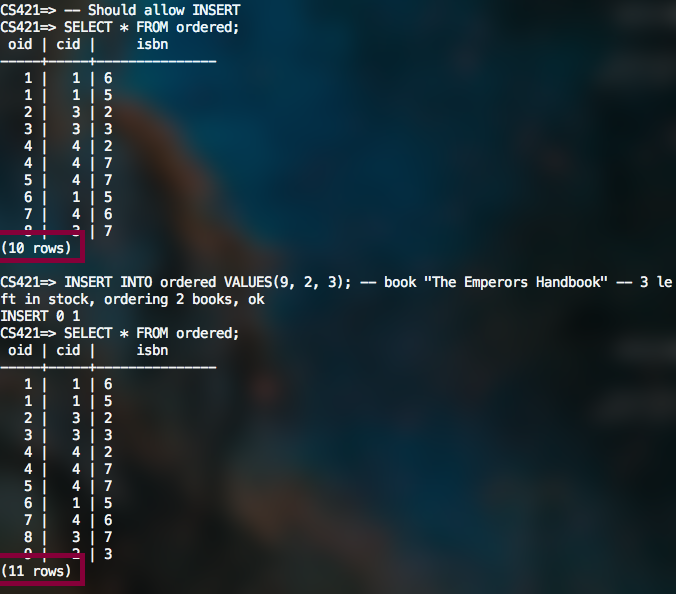 CS421=> -- Should allow INSERT
CS421=> SELECT * FROM ordered;
 oid | cid |     isbn
-----+-----+---------------
   1 |   1 | 6
   1 |   1 | 5
   2 |   3 | 2
   3 |   3 | 3
   4 |   4 | 2
   4 |   4 | 7
   5 |   4 | 7
   6 |   1 | 5
   7 |   4 | 6
   8 |   3 | 7
(10 rows)
CS421=> INSERT INTO ordered VALUES(9, 2, 3); -- book "The Emperors Handbook" -- 3 le
ft in stock, ordering 2 books, ok
INSERT 0 1
CS421=> SELECT * FROM ordered;
 oid | cid |     isbn
-----+-----+---------------
   1 |   1 | 6
   1 |   1 | 5
   2 |   3 | 2
   3 |   3 | 3
   4 |   4 | 2
   4 |   4 | 7
   5 |   4 | 7
   6 |   1 | 5
   7 |   4 | 6
   8 |   3 | 7
   9 |   2 | 3
(11 rows)